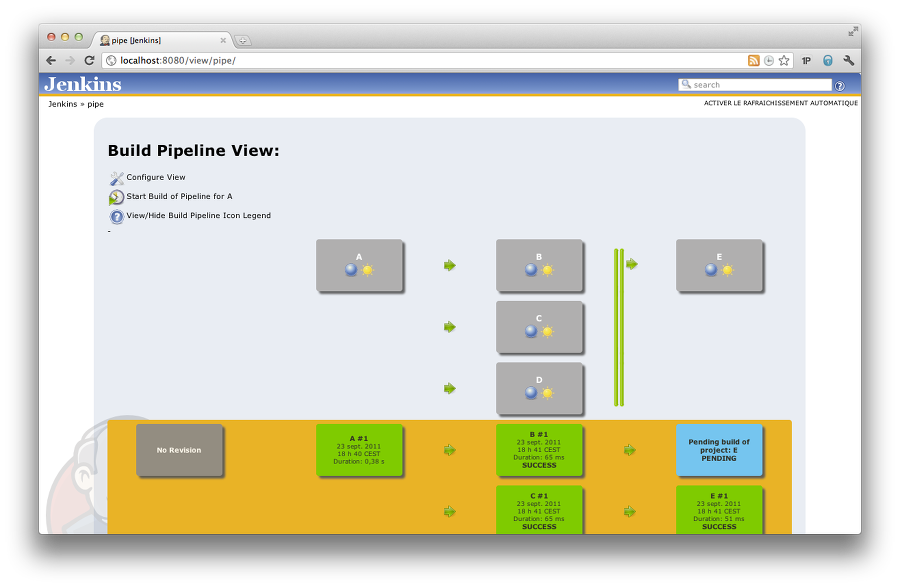 pipe [Jenkins]
localhost:8080/view/pipe/
1P
Jenkins
search
Jenkins » pipe
ACTIVER LE RAFRAICHISSEMENT AUTOMATIQUE
Build Pipeline View:
Configure View
Start Build of Pipeline for A
View/Hide Build Pipeline Icon Legend
-
A
B
E
C
D
No Revision
A #1
23 sept. 2011
18 h 40 CEST
Duration: 0,38 s
B #1
23 sept. 2011
18 h 41 CEST
Duration: 65 ms
SUCCESS
Pending build of
project: E
PENDING
C #1
23 sept. 2011
18 h 41 CEST
Duration: 65 ms
SUCCESS
E #1
23 sept. 2011
18 h 41 CEST
Duration: 51 ms
SUCCESS